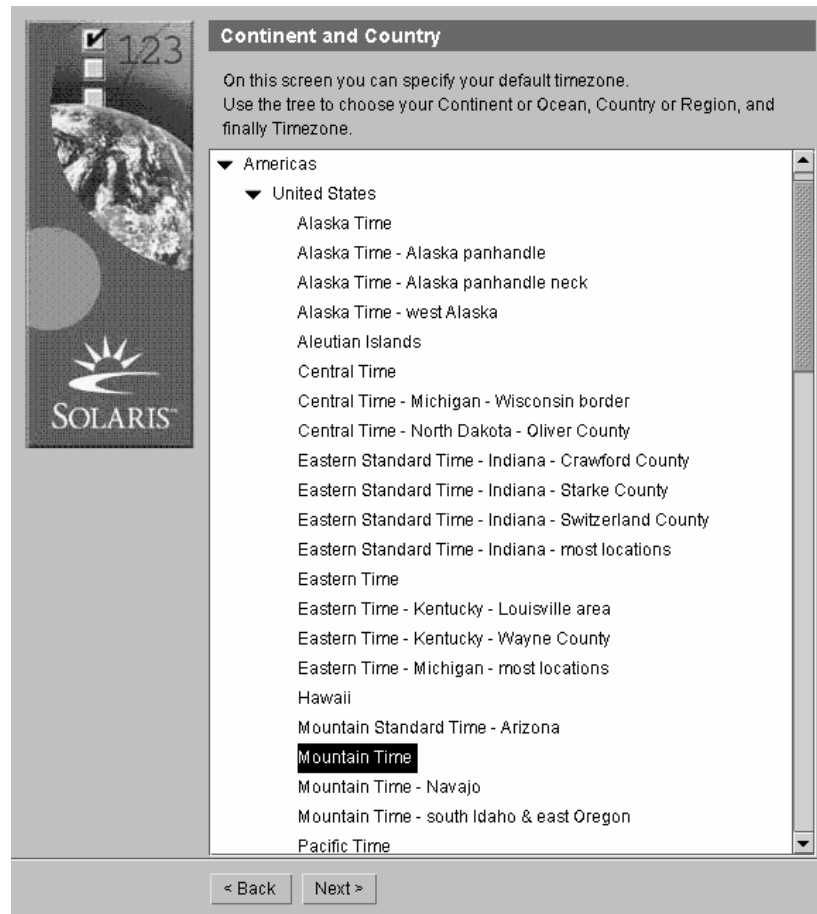 123
SOLARIS™
Continent and Country
On this screen you can specify your default timezone.
Use the tree to choose your Continent or Ocean, Country or Region, and
finally Timezone.
Americas
United States
Alaska Time
Alaska Time - Alaska panhandle
Alaska Time - Alaska panhandle neck
Alaska Time - west Alaska
Aleutian Islands
Central Time
Central Time - Michigan - Wisconsin border
Central Time - North Dakota - Oliver County
Eastern Standard Time - Indiana - Crawford County
Eastern Standard Time - Indiana - Starke County
Eastern Standard Time - Indiana - Switzerland County
Eastern Standard Time - Indiana - most locations
Eastern Time
Eastern Time - Kentucky - Louisville area
Eastern Time - Kentucky - Wayne County
Eastern Time - Michigan - most locations
Hawaii
Mountain Standard Time - Arizona
Mountain Time
Mountain Time - Navajo
Mountain Time - south Idaho & east Oregon
Pacific Time
< Back Next >